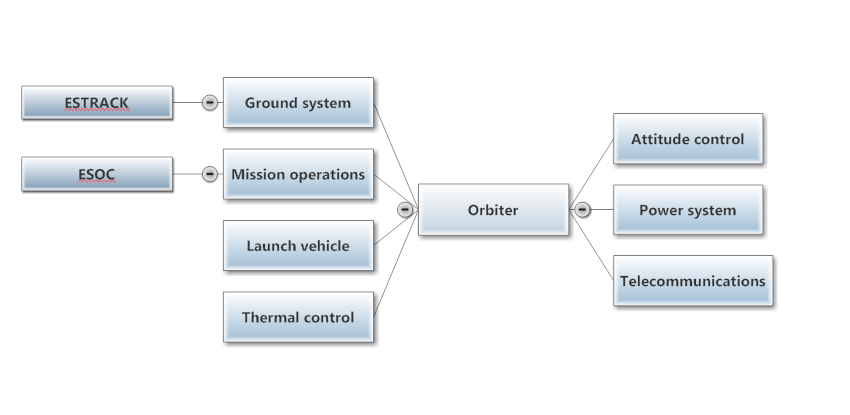 ESTRACK
Ground system
ESOC
Mission operations
Launch vehicle
Thermal control
Orbiter
Attitude control
Power system
Telecommunications